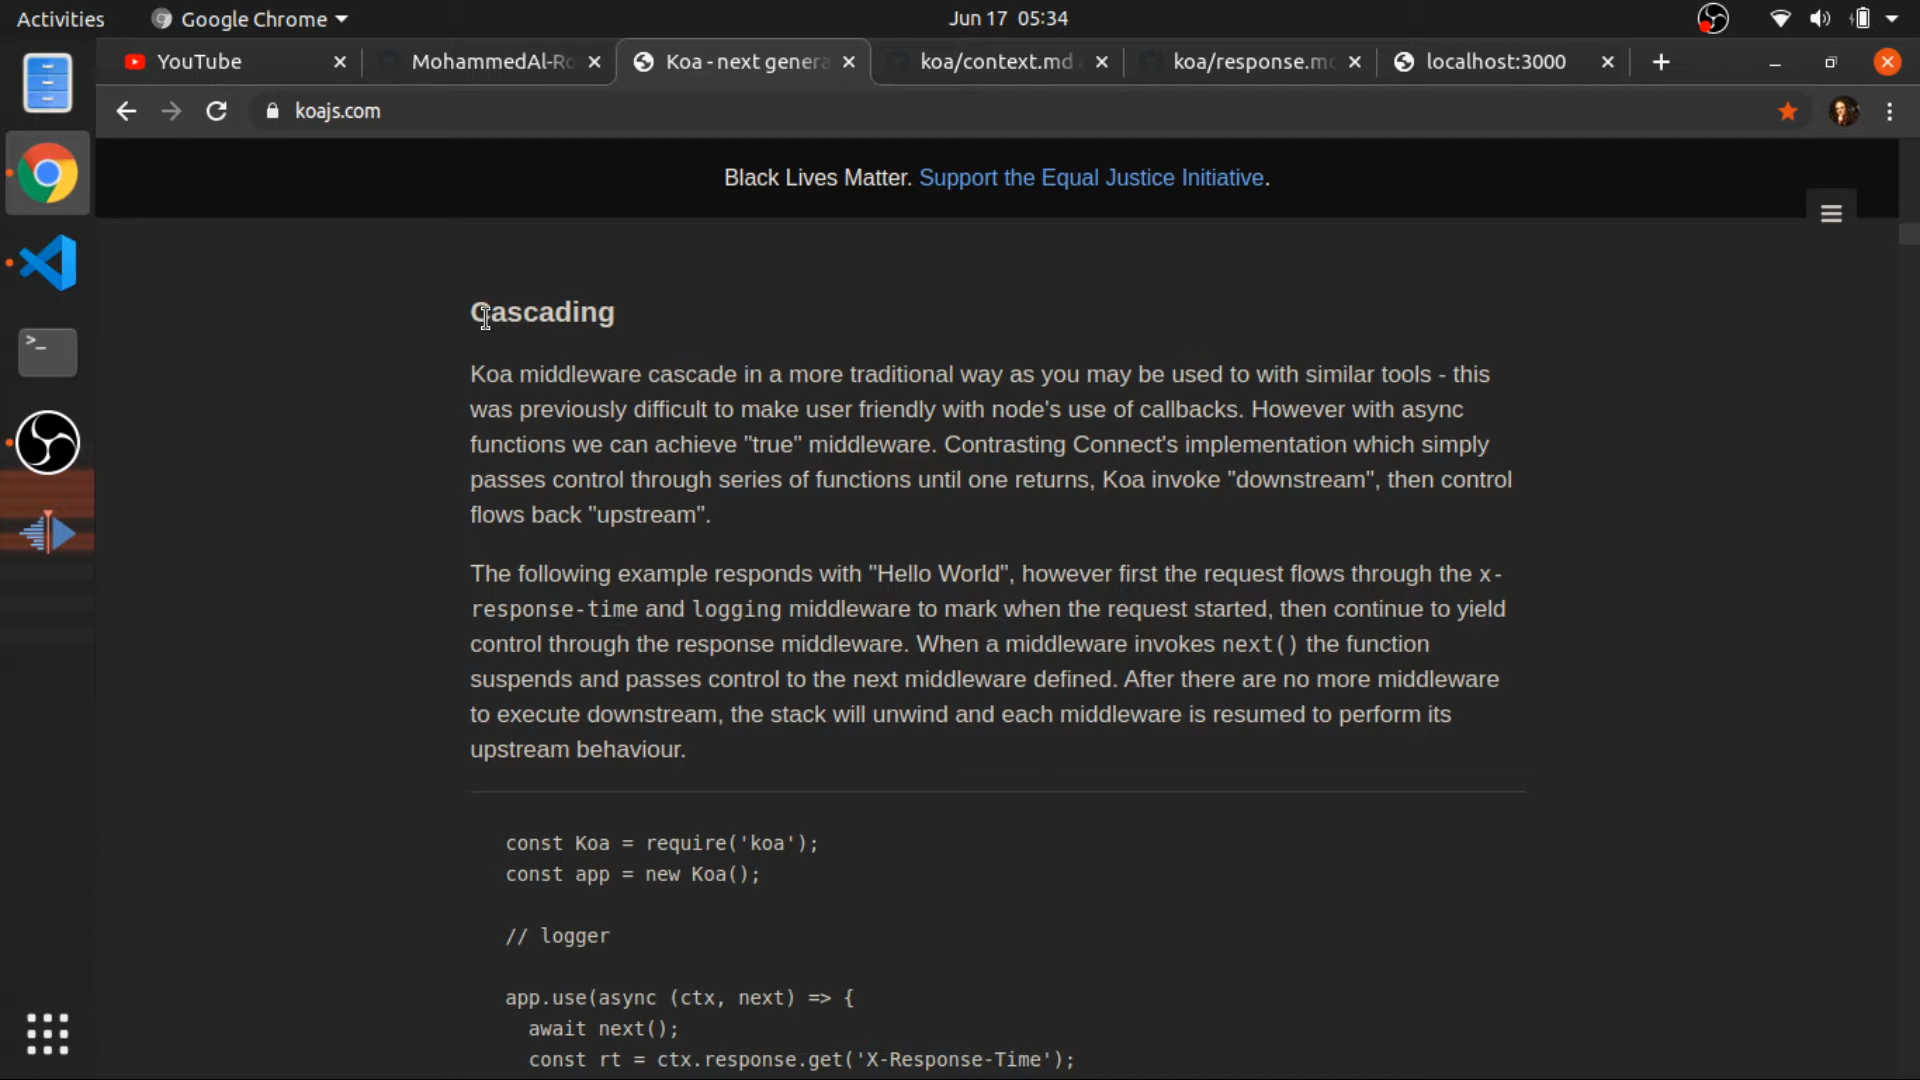 Activities
Google Chrome
Jun 17 05:34
YouTube
MohammedAl-Ro
Koa - next genera
koa/context.md
koa/response.md
localhost:3000
koajs.com
Black Lives Matter. Support the Equal Justice Initiative.
Cascading
Koa middleware cascade in a more traditional way as you may be used to with similar tools - this
was previously difficult to make user friendly with node's use of callbacks. However with async
functions we can achieve "true" middleware. Contrasting Connect's implementation which simply
passes control through series of functions until one returns, Koa invoke "downstream", then control
flows back "upstream".
The following example responds with "Hello World", however first the request flows through the x-
response-time and logging middleware to mark when the request started, then continue to yield
control through the response middleware. When a middleware invokes next() the function
suspends and passes control to the next middleware defined. After there are no more middleware
to execute downstream, the stack will unwind and each middleware is resumed to perform its
upstream behaviour.
const Koa = require('koa');
const app = new Koa();
// logger
app.use(async (ctx, next) => {
await next();
const rt = ctx.response.get('X-Response-Time');